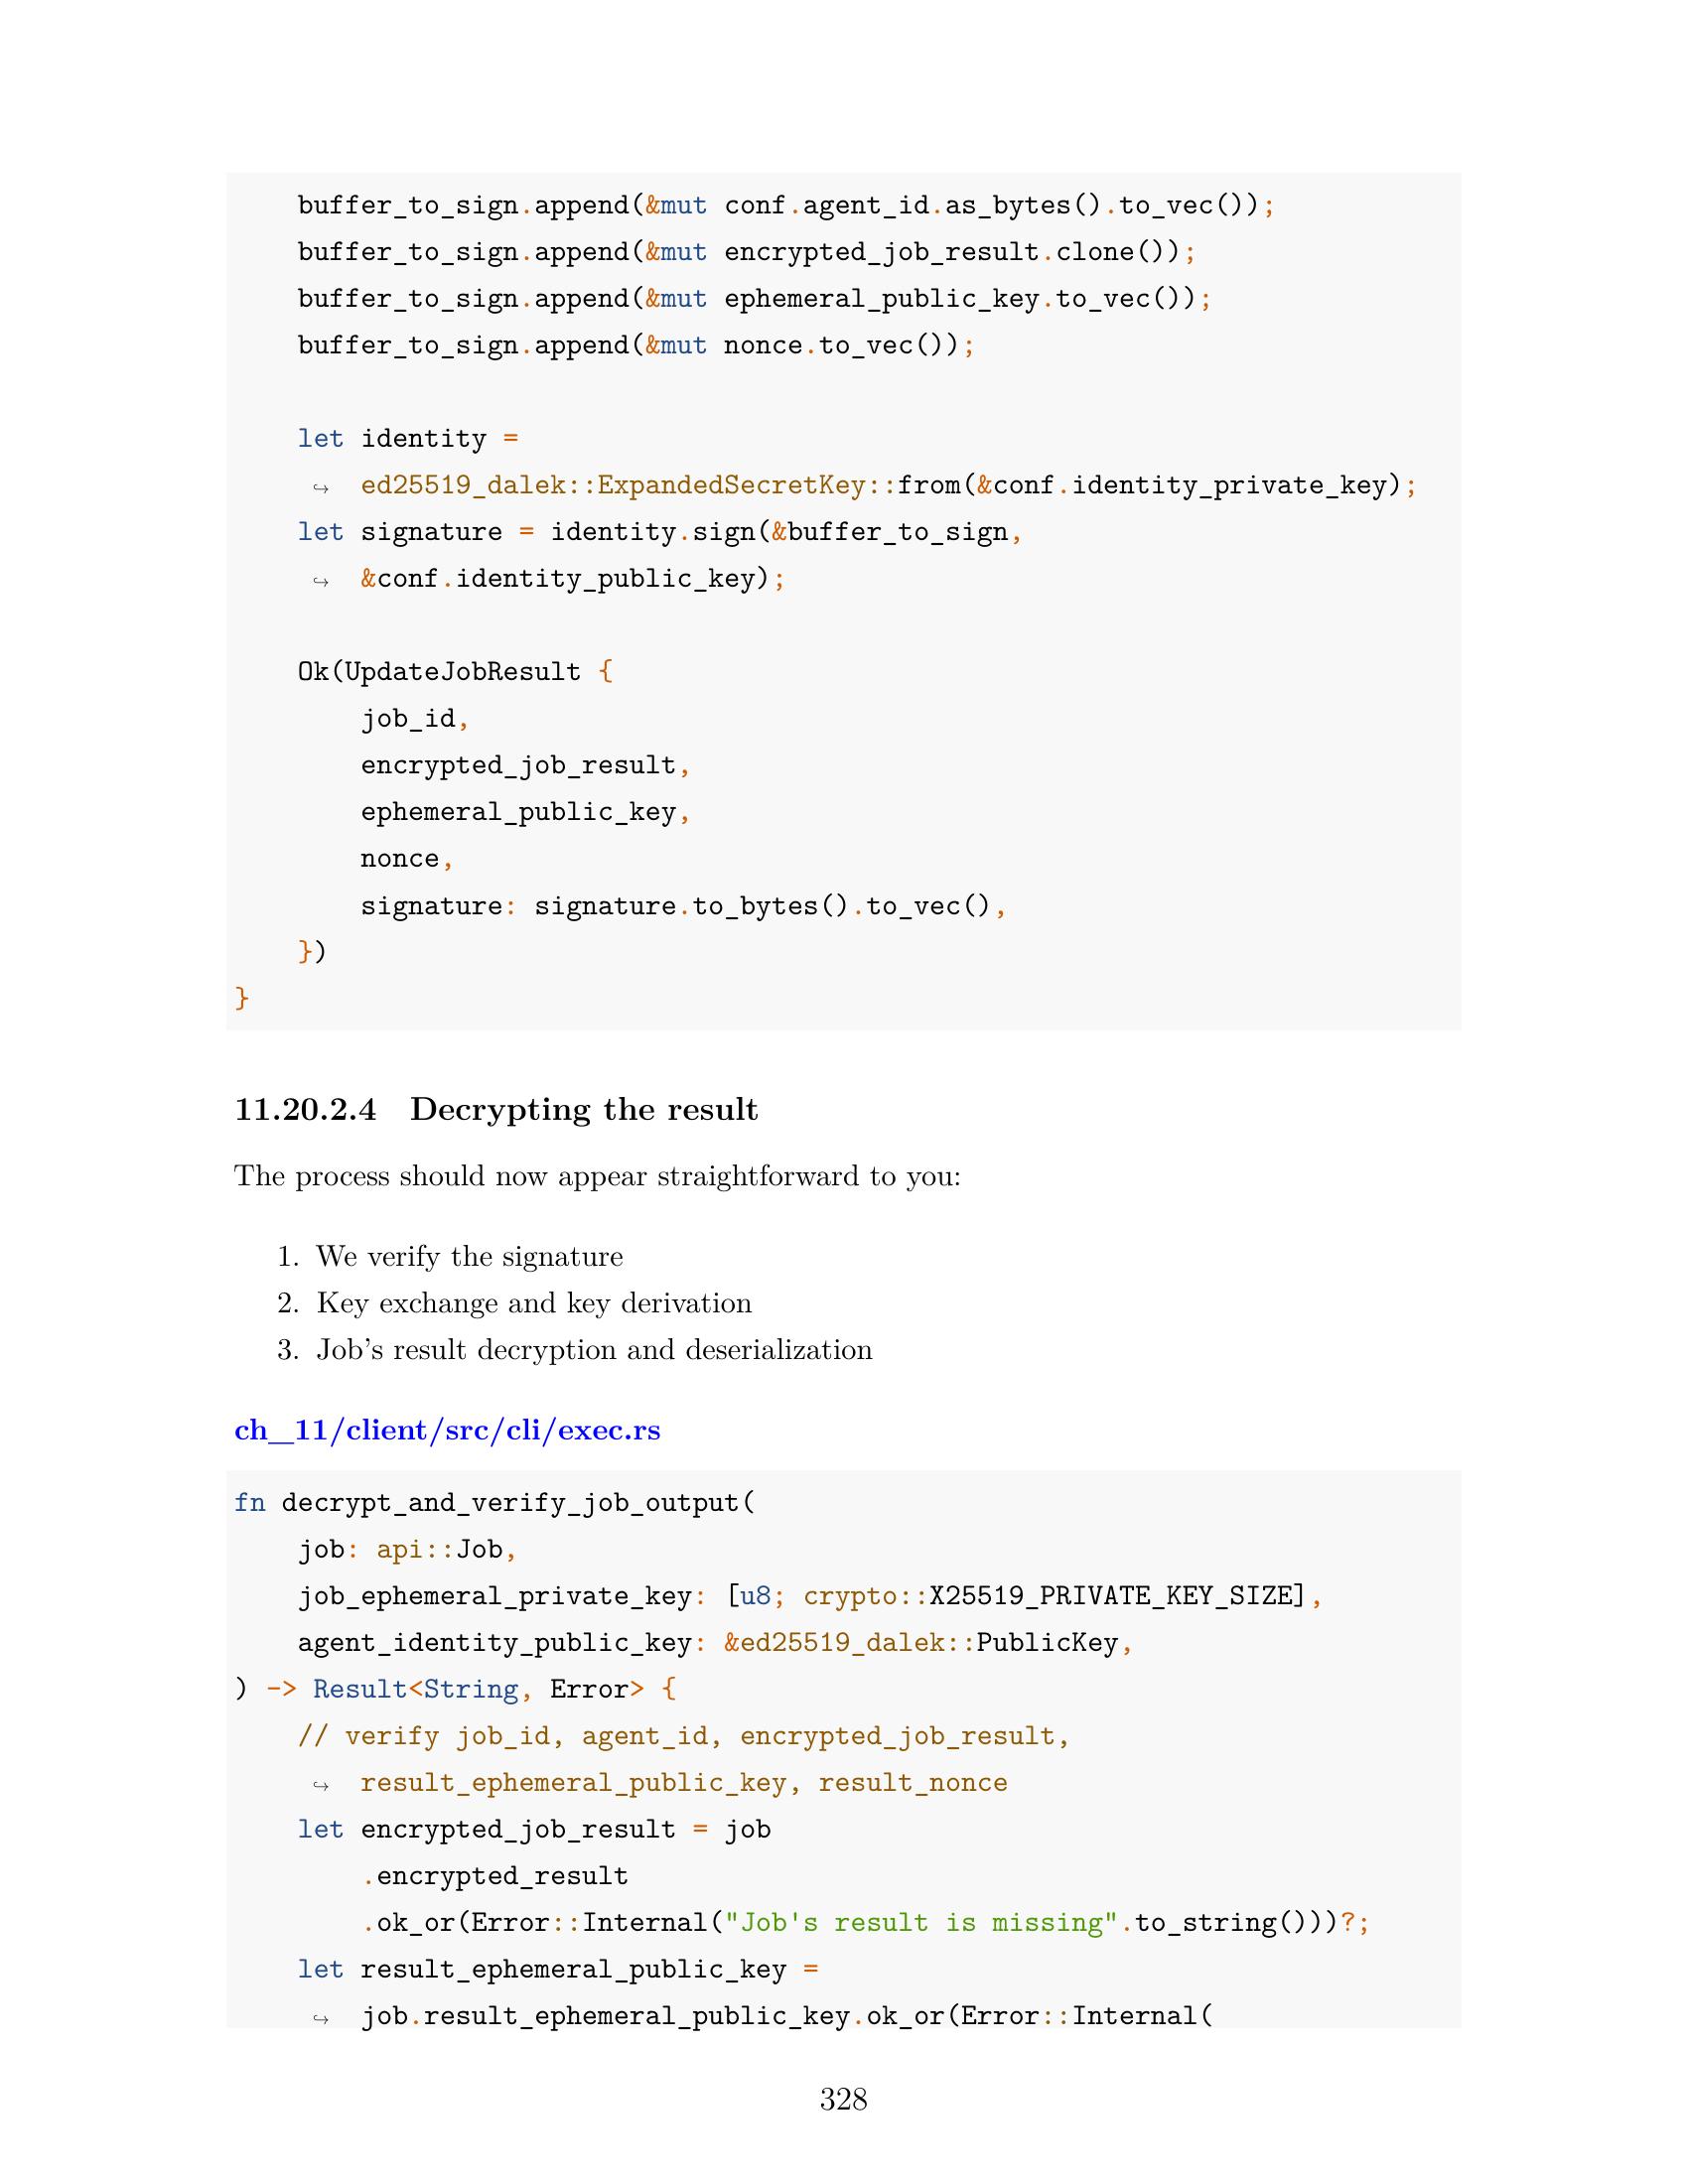 buffer_to_sign.append(&mut conf.agent_id.as_bytes().to_vec());
    buffer_to_sign.append(&mut encrypted_job_result.clone());
    buffer_to_sign.append(&mut ephemeral_public_key.to_vec());
    buffer_to_sign.append(&mut nonce.to_vec());

    let identity =
     ↪  ed25519_dalek::ExpandedSecretKey::from(&conf.identity_private_key);
    let signature = identity.sign(&buffer_to_sign,
     ↪  &conf.identity_public_key);

    Ok(UpdateJobResult {
        job_id,
        encrypted_job_result,
        ephemeral_public_key,
        nonce,
        signature: signature.to_bytes().to_vec(),
    })
}

11.20.2.4 Decrypting the result
The process should now appear straightforward to you:
1. We verify the signature
2. Key exchange and key derivation
3. Job's result decryption and deserialization
ch_11/client/src/cli/exec.rs
fn decrypt_and_verify_job_output(
    job: api::Job,
    job_ephemeral_private_key: [u8; crypto::X25519_PRIVATE_KEY_SIZE],
    agent_identity_public_key: &ed25519_dalek::PublicKey,
) -> Result<String, Error> {
    // verify job_id, agent_id, encrypted_job_result,
     ↪  result_ephemeral_public_key, result_nonce
    let encrypted_job_result = job
        .encrypted_result
        .ok_or(Error::Internal("Job's result is missing".to_string()))?;
    let result_ephemeral_public_key =
     ↪  job.result_ephemeral_public_key.ok_or(Error::Internal(
328